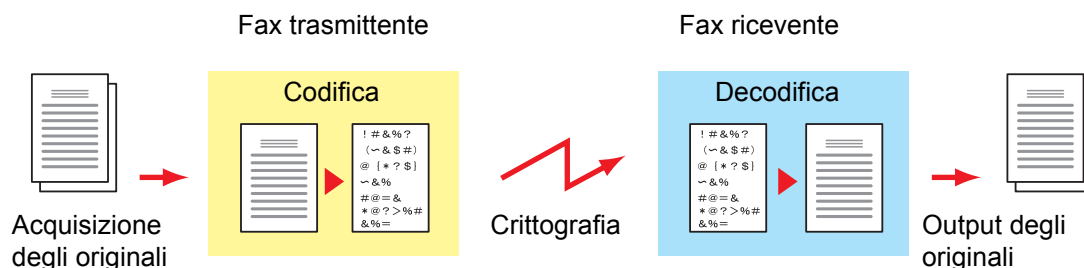 Fax trasmittente
Fax ricevente
Codifica
Decodifica
!#&%?
(∽&$#)
@ [*?$}
∽&%
#@=&
*@?>%#
&%=
!#&%?
(∽&$#)
@ [*?$}
∽&%
#@=&
*@?>%#
&%=
Acquisizione
degli originali
Crittografia
Output degli
originali